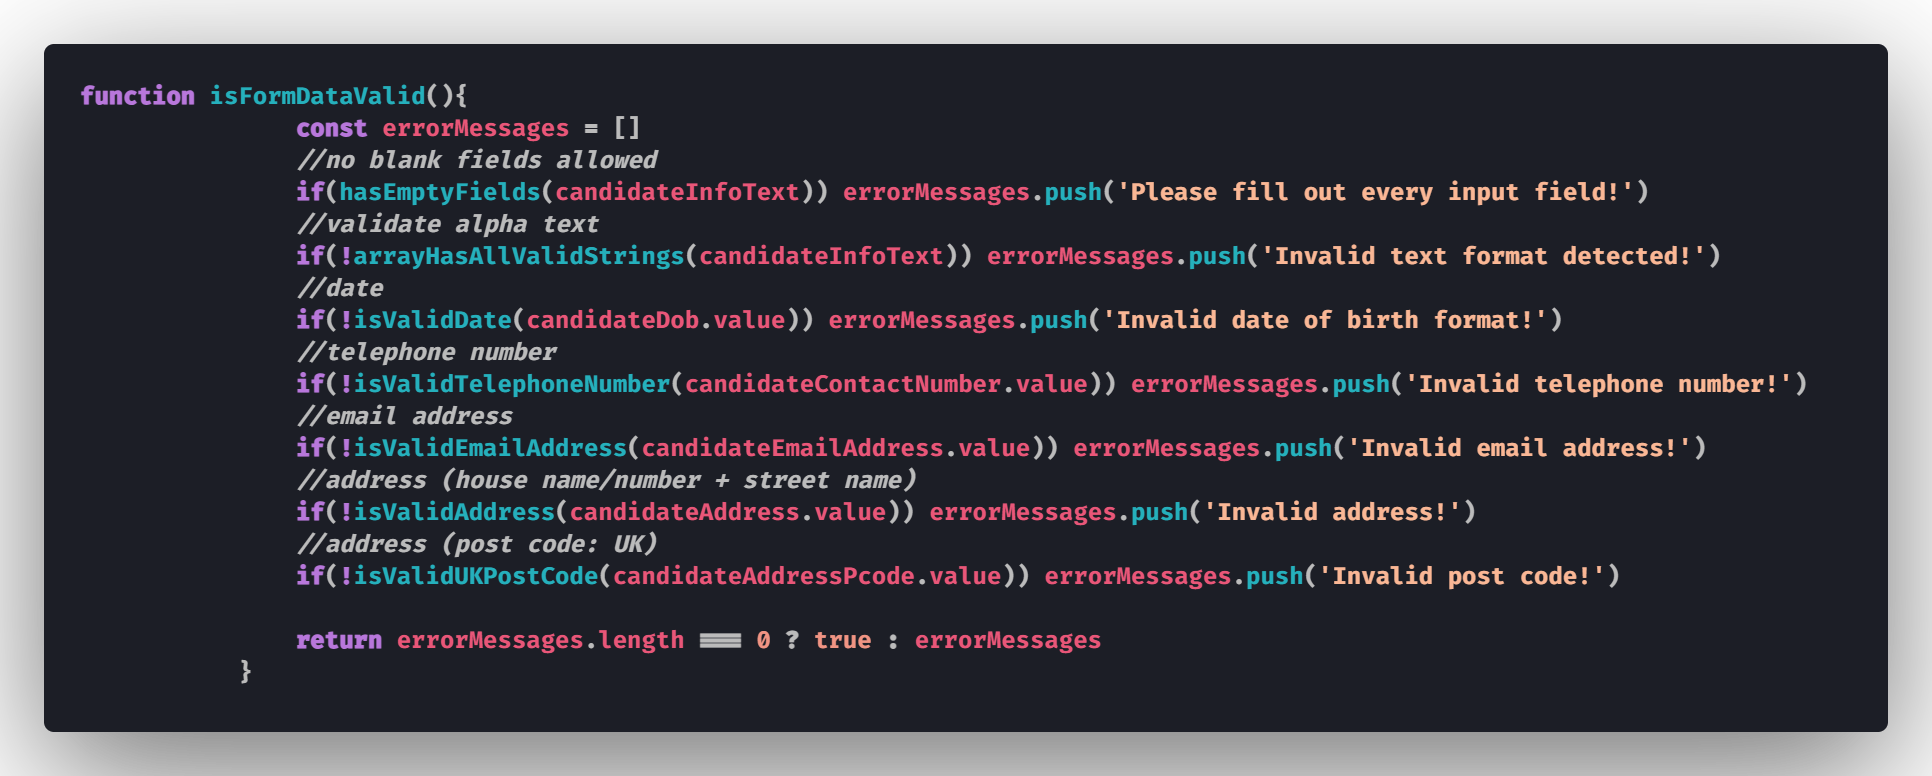 function isFormDataValid(){
const errorMessages = []
//no blank fields allowed
if(hasEmptyFields(candidateInfoText)) errorMessages.push('Please fill out every input field!')
//validate alpha text
if(!arrayHasAllValidStrings(candidateInfoText)) errorMessages.push('Invalid text format detected!')
//date
if(!isValidDate(candidateDob.value)) errorMessages.push('Invalid date of birth format!')
//telephone number
if(!isValidTelephoneNumber(candidateContactNumber.value)) errorMessages.push('Invalid telephone number!')
//email address
if(!isValidEmailAddress(candidateEmailAddress.value)) errorMessages.push('Invalid email address!')
//address (house name/number + street name)
if(!isValidAddress(candidateAddress.value)) errorMessages.push('Invalid address!')
//address (post code: UK)
if(!isValidUKPostCode(candidateAddressPcode.value)) errorMessages.push('Invalid post code!')
return errorMessages.length === 0 ? true : errorMessages
}